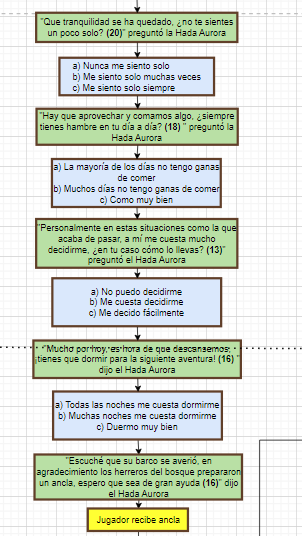 "Que tranquilidad se ha quedado, ¿no te sientes
un poco solo? (20)" preguntó la Hada Aurora
a) Nunca me siento solo
b) Me siento solo muchas veces
c) Me siento solo siempre
"Hay que aprovechar y comamos algo, ¿siempre
tienes hambre en tu día a día? (18) " preguntó la
Hada Aurora
a) La mayoría de los días no tengo ganas
de comer
b) Muchos días no tengo ganas de comer
c) Como muy bien
"Personalmente en estas situaciones como la que
acaba de pasar, a mí me cuesta mucho
decidirme, ¿en tu caso cómo lo llevas? (13)"
preguntó el Hada Aurora
a) No puedo decidirme
b) Me cuesta decidirme
c) Me decido fácilmente
"Mucho por hoy, es hora de que descansemos,
¡tienes que dormir para la siguiente aventura! (16) "
dijo el Hada Aurora
a) Todas las noches me cuesta dormirme
b) Muchas noches me cuesta dormirme
c) Duermo muy bien
"Escuché que su barco se averió, en
agradecimiento los herreros del bosque prepararon
un ancla, espero que sea de gran ayuda (16)" dijo
el Hada Aurora
Jugador recibe ancla